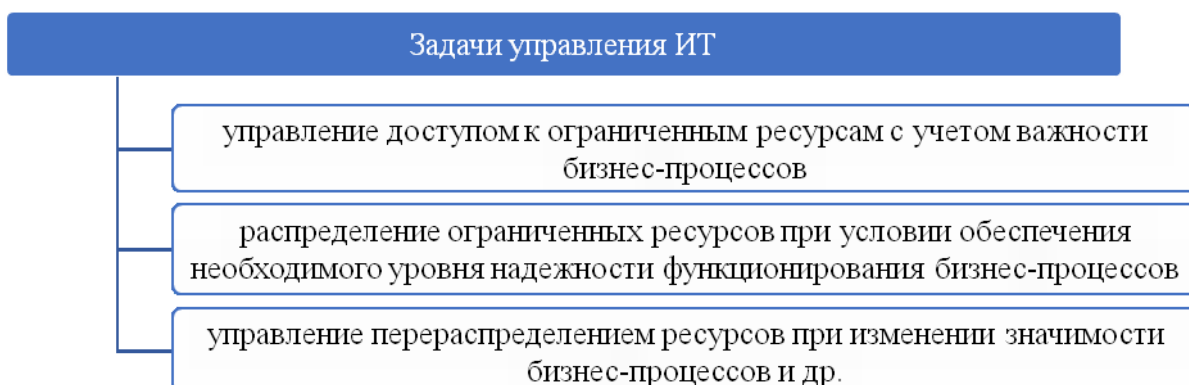 Задачи управления ИТ
управление доступом к ограниченным ресурсам с учетом важности
бизнес-процессов
распределение ограниченных ресурсов при условии обеспечения
необходимого уровня надежности функционирования бизнес-процессов
управление перераспределением ресурсов при изменении значимости
бизнес-процессов и др.